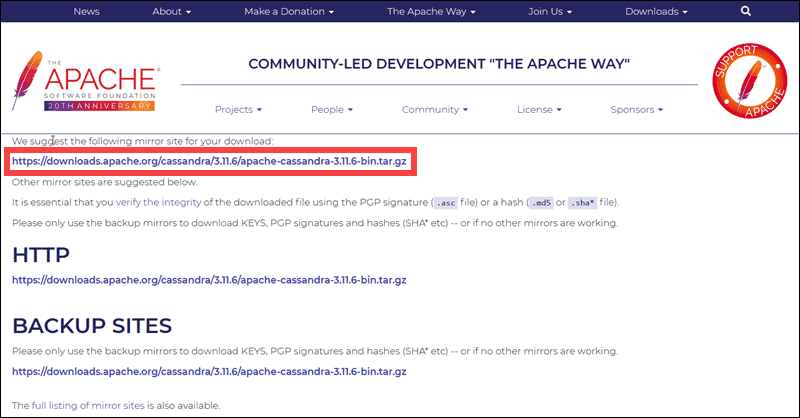 News About Make a Donation The Apache Way Join Us Downloads
THE
APACHE®
SOFTWARE FOUNDATION
20TH ANNIVERSARY
COMMUNITY-LED DEVELOPMENT "THE APACHE WAY"
SUPPORT
APACHE
Projects People Community License Sponsors
We suggest the following mirror site for your download:
https://downloads.apache.org/cassandra/3.11.6/apache-cassandra-3.11.6-bin.tar.gz
Other mirror sites are suggested below.
It is essential that you verify the integrity of the downloaded file using the PGP signature (.asc file) or a hash (.md5 or .sha* file).
Please only use the backup mirrors to download KEYS, PGP signatures and hashes (SHA* etc) -- or if no other mirrors are working.
HTTP
https://downloads.apache.org/cassandra/3.11.6/apache-cassandra-3.11.6-bin.tar.gz
BACKUP SITES
Please only use the backup mirrors to download KEYS, PGP signatures and hashes (SHA* etc) -- or if no other mirrors are working.
https://downloads.apache.org/cassandra/3.11.6/apache-cassandra-3.11.6-bin.tar.gz
The full listing of mirror sites is also available.